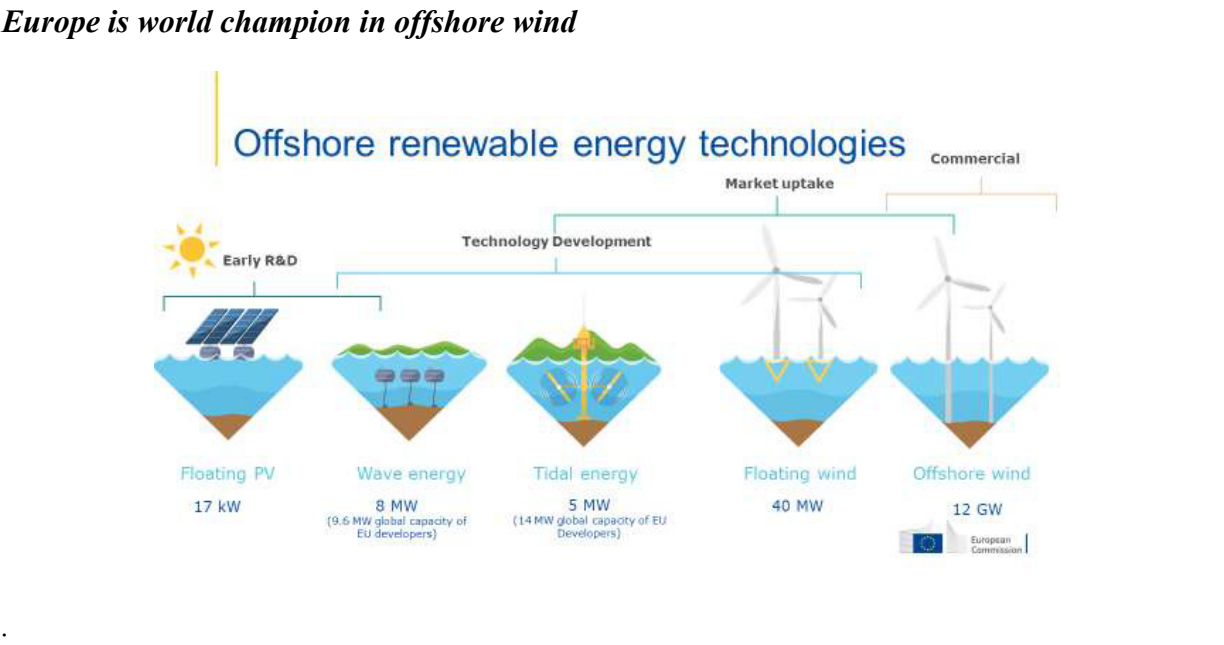 Europe is world champion in offshore wind
Offshore renewable energy technologies
Commercial
Market uptake
Technology Development
Early R&D
Floating PV
17 kW
Wave energy
8 MW
(9.6 MW global capacity of
EU developers)
Tidal energy
5 MW
(14 MW global capacity of EU
Developers)
Floating wind
40 MW
Offshore wind
12 GW
European
Commission
.